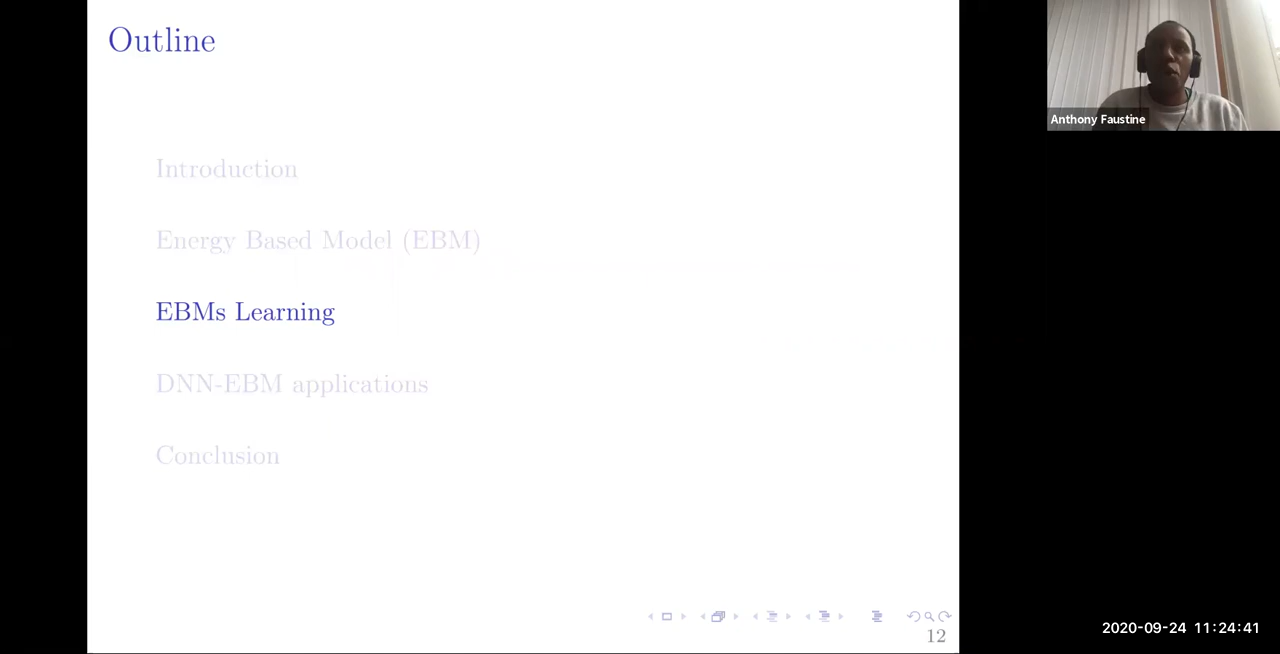 Outline
Introduction
Energy Based Model (EBM)
EBMs Learning
DNN-EBM applications
Conclusion
12
Anthony Faustine
2020-09-24 11:24:41